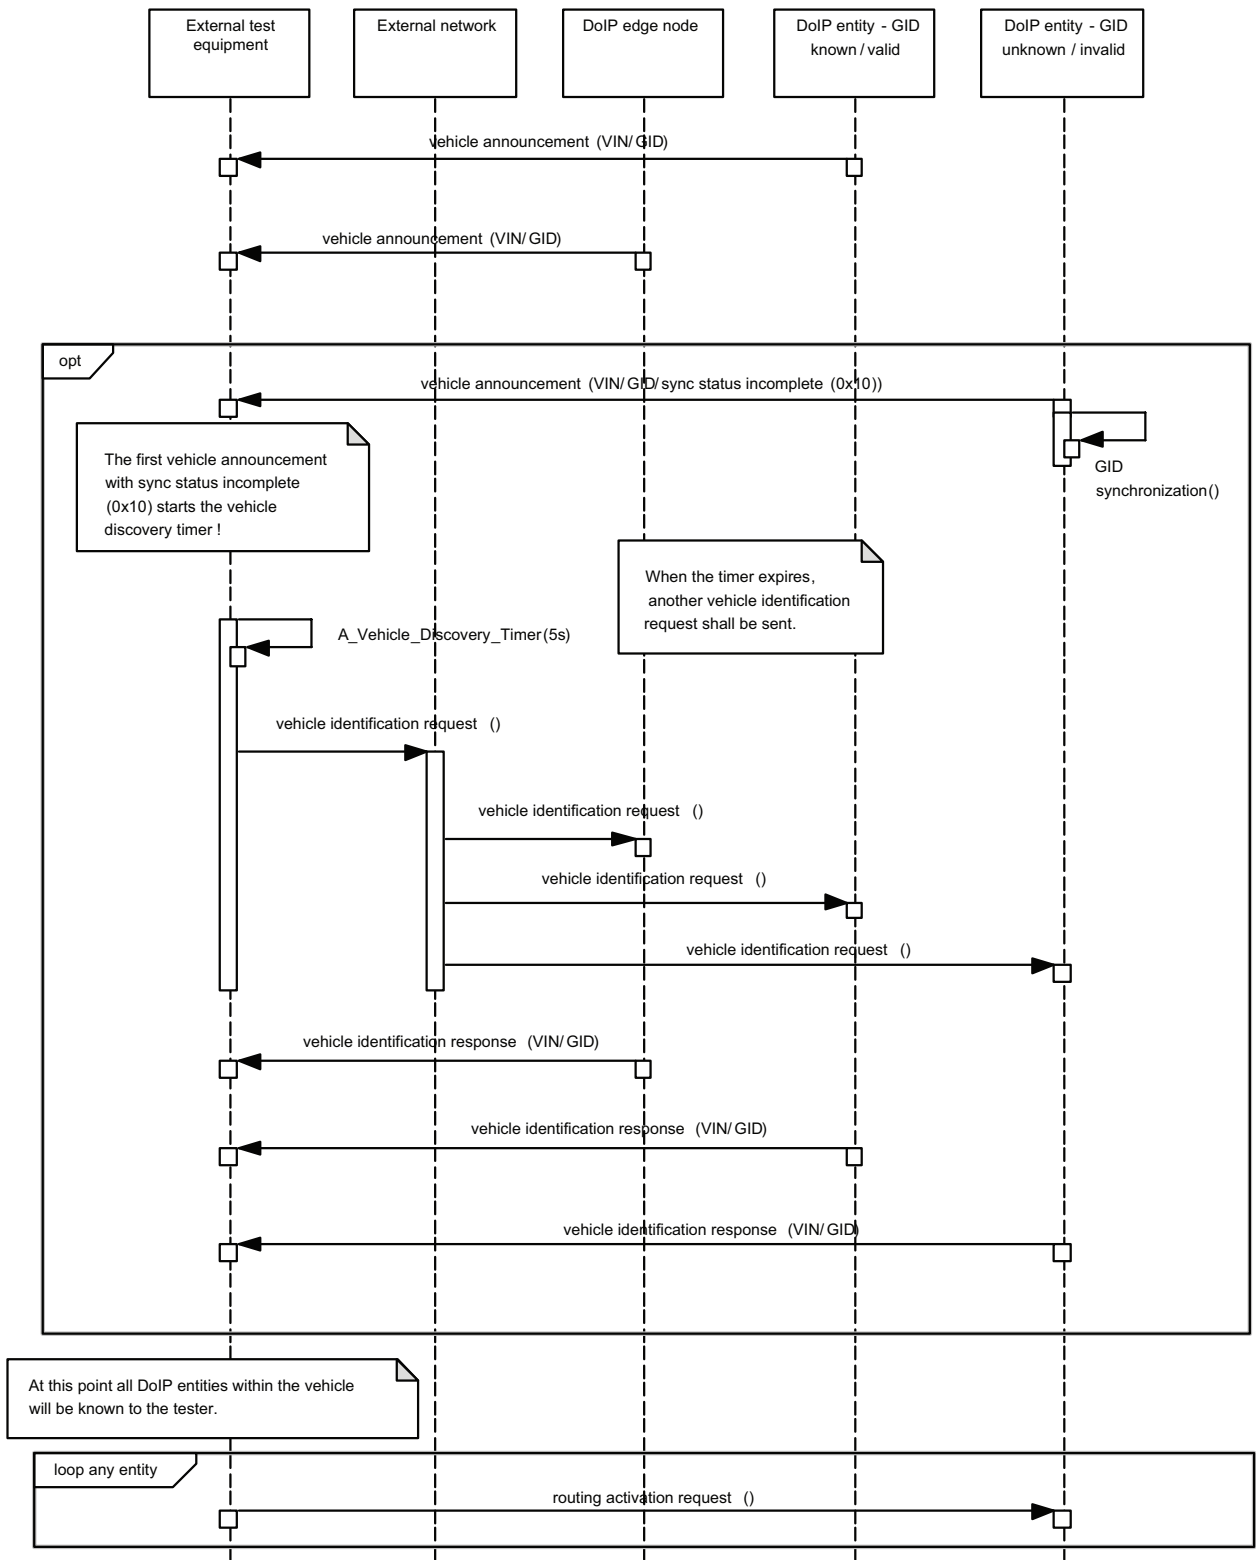 External test
equipment
External network
DoIP edge node
DoIP entity - GID
known / valid
DoIP entity - GID
unknown / invalid
vehicle announcement (VIN/ GID)
vehicle announcement (VIN/ GID)
opt
vehicle announcement (VIN/ GID/ sync status incomplete (0x10))
The first vehicle announcement
with sync status incomplete
(0x10) starts the vehicle
discovery timer !
GID
synchronization()
When the timer expires,
another vehicle identification
request shall be sent.
A_Vehicle_Discovery_Timer(5s)
vehicle identification request ()
vehicle identification request ()
vehicle identification request ()
vehicle identification request ()
vehicle identification response (VIN/ GID)
vehicle identification response (VIN/ GID)
vehicle identification response (VIN/ GID)
At this point all DoIP entities within the vehicle
will be known to the tester.
loop any entity
routing activation request ()